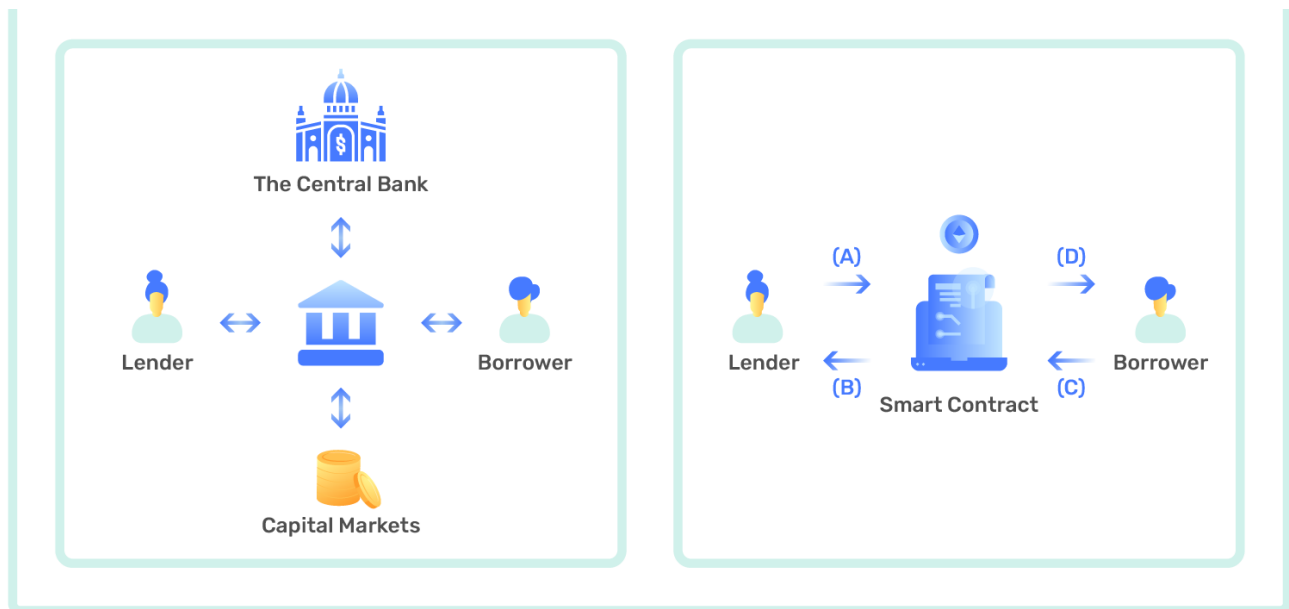 $
The Central Bank
Lender
Borrower
Capital Markets
(A)
(D)
Lender
Borrower
(B)
(C)
Smart Contract